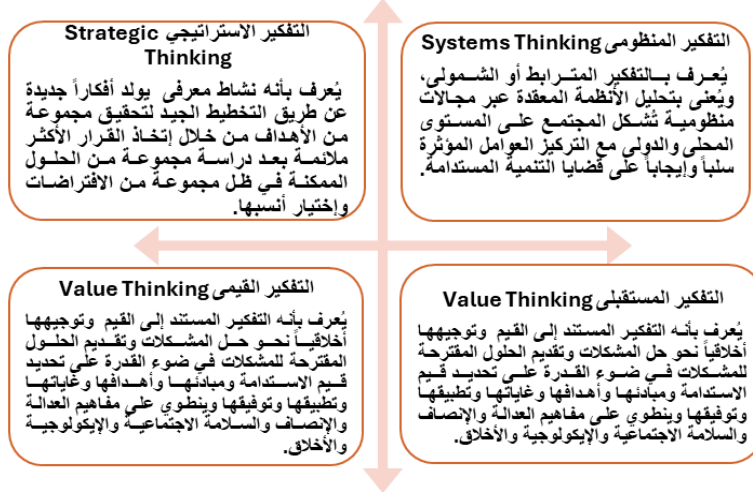 التفكير المنظومى Systems Thinking
يُعرف بالتفكير المترابط أو الشمولى،
ويُعنى بتحليل الأنظمة المعقدة عبر مجالات
منظومية تُشكل المجتمع على المستوى
المحلى والدولى مع التركيز العوامل المؤثرة
سلباً وإيجاباً على قضايا التنمية المستدامة.
التفكير الاستراتيجي Strategic
Thinking
يُعرف بأنه نشاط معرفى يولد أفكاراً جديدة
عن طريق التخطيط الجيد لتحقيق مجموعة
من الأهداف من خلال إتخاذ القرار الأكثر
ملائمة بعد دراسة مجموعة من الحلول
الممكنة في ظل مجموعة من الافتراضات
وإختيار أنسبها.
التفكير المستقبلى Value Thinking
يُعرف بأنه التفكير المستند إلى القيم وتوجيهها
أخلاقياً نحو حل المشكلات وتقديم الحلول المقترحة
للمشكلات في ضوء القدرة على تحديد قيم
الاستدامة ومبادئها وأهدافها وغاياتها وتطبيقها
وتوفيقها وينطوي على مفاهيم العدالة والإنصاف
والسلامة الاجتماعية والإيكولوجية والأخلاق.
التفكير القيمى Value Thinking
يُعرف بأنه التفكير المستند إلى القيم وتوجيهها
أخلاقياً نحو حل المشكلات وتقديم الحلول
المقترحة للمشكلات في ضوء القدرة على تحديد
قيم الاستدامة ومبادئها وأهدافها وغاياتها
وتطبيقها وتوفيقها وينطوي على مفاهيم العدالة
والإنصاف والسلامة الاجتماعية والإيكولوجية
والأخلاق.